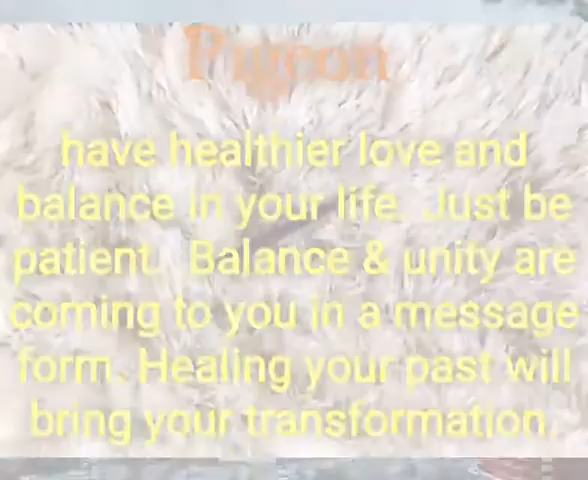 Pigeon
have healthier love and
balance in your life. Just be
patient. Balance & unity are
coming to you in a message
form. Healing your past will
bring your transformation.